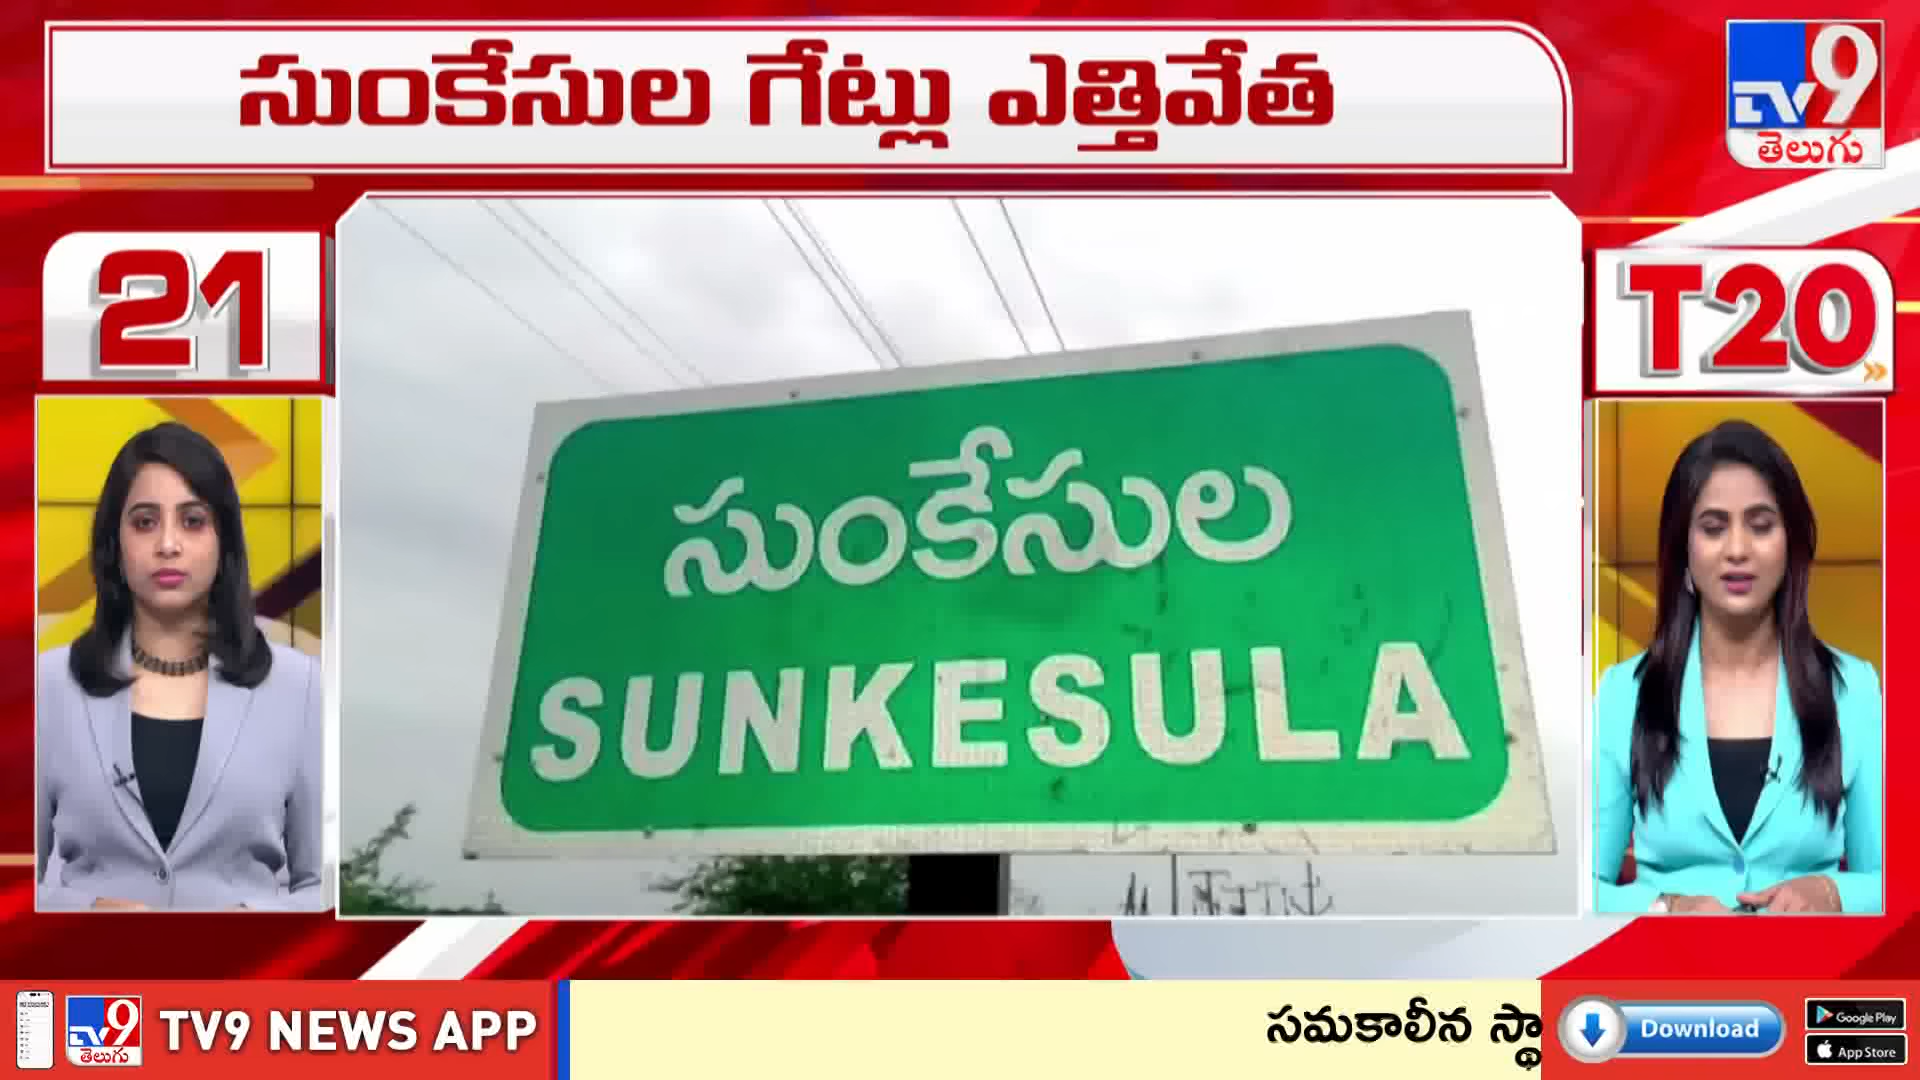 సుంకేసుల గేట్లు ఎత్తివేత
TV9
తెలుగు
21
T20
సుంకేసుల
SUNKESULA
TV9
తెలుగు
TV9 NEWS APP
సమకాలీన స్థా
Download
Google Play
App Store